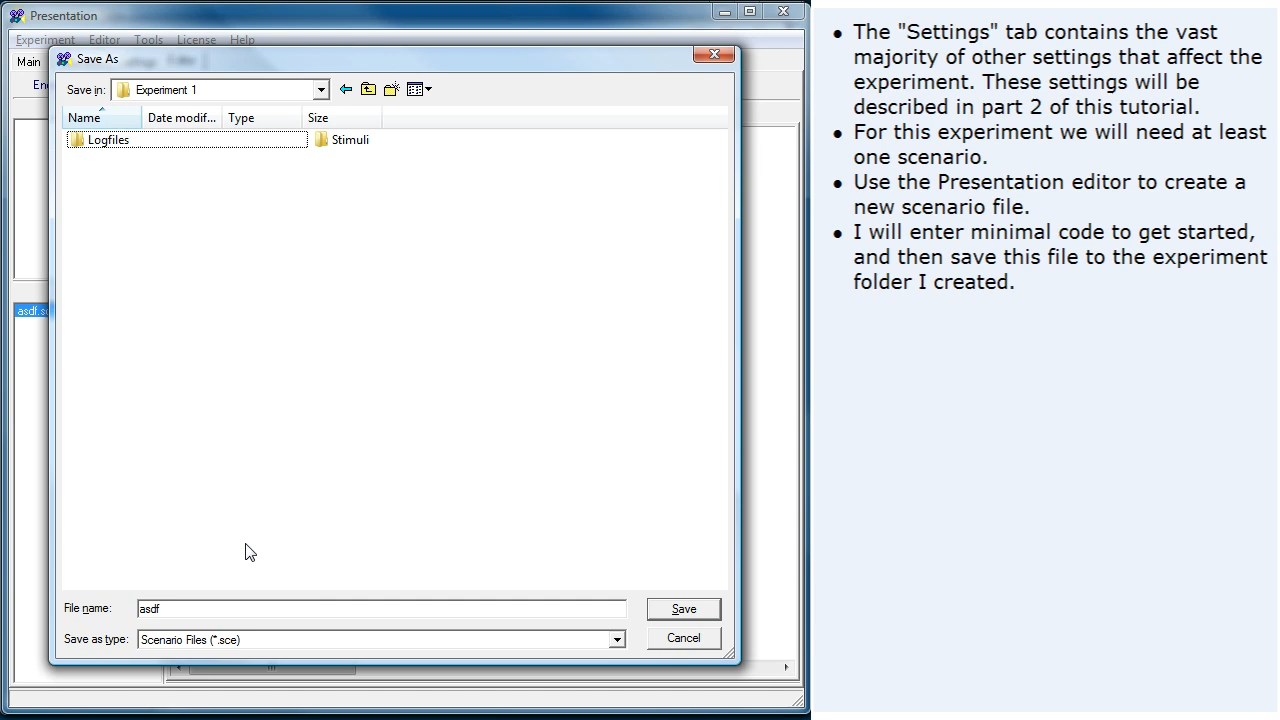 Presentation
Experiment Editor Tools License Help
Save As
Main
Save in: Experiment 1
Name Date modif... Type Size
Logfiles Stimuli
asdf.sc
File name: asdf Save
Save as type: Scenario Files (*.sce) Cancel
• The "Settings" tab contains the vast
majority of other settings that affect the
experiment. These settings will be
described in part 2 of this tutorial.
• For this experiment we will need at least
one scenario.
• Use the Presentation editor to create a
new scenario file.
• I will enter minimal code to get started,
and then save this file to the experiment
folder I created.